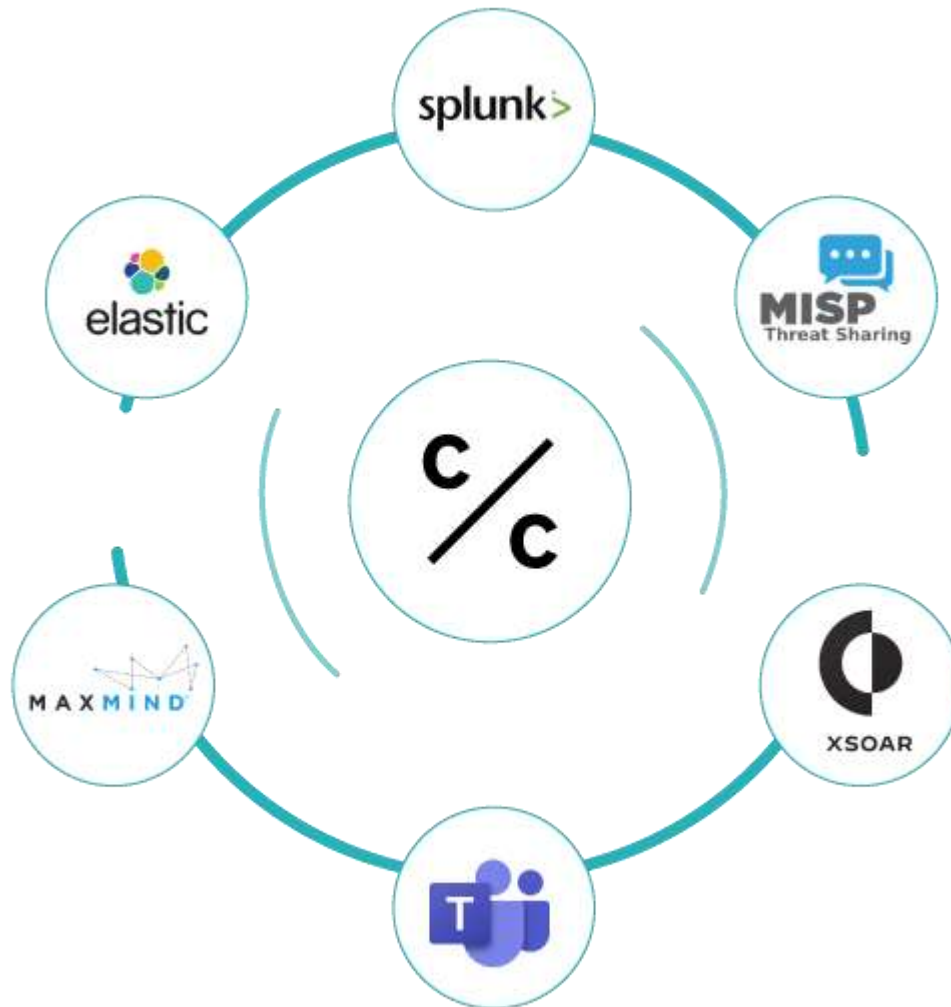 splunk>
elastic
MISP
Threat Sharing
C/C
MAXMIND
XSOAR
T